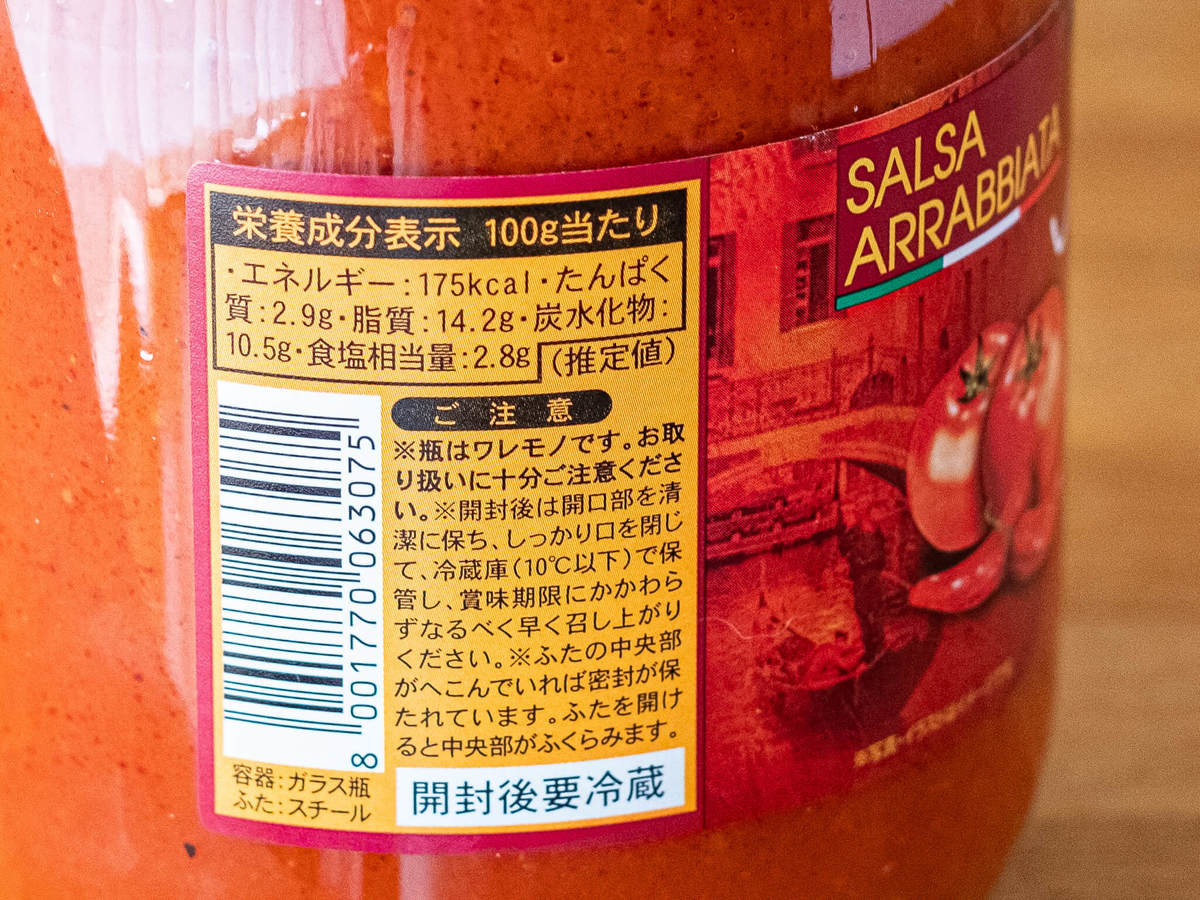 栄養成分表示 100g当たり
・エネルギー:175kcal・たんぱく
質:2.9g・脂質:14.2g・炭水化物:
10.5g・食塩相当量:2.8g (推定値)
8 001770 063075
容器:ガラス瓶
ふた:スチール
ご注意
※瓶はワレモノです。お取
り扱いに十分ご注意くださ
い。※開封後は開口部を清
潔に保ち、しっかり口を閉じ
て、冷蔵庫(10℃以下)で保
管し、賞味期限にかかわら
ずなるべく早く召し上がり
ください。※ふたの中央部
がへこんでいれば密封が保
たれています。ふたを開け
ると中央部がふくらみます。
開封後要冷蔵
SALSA
ARRABBIATA